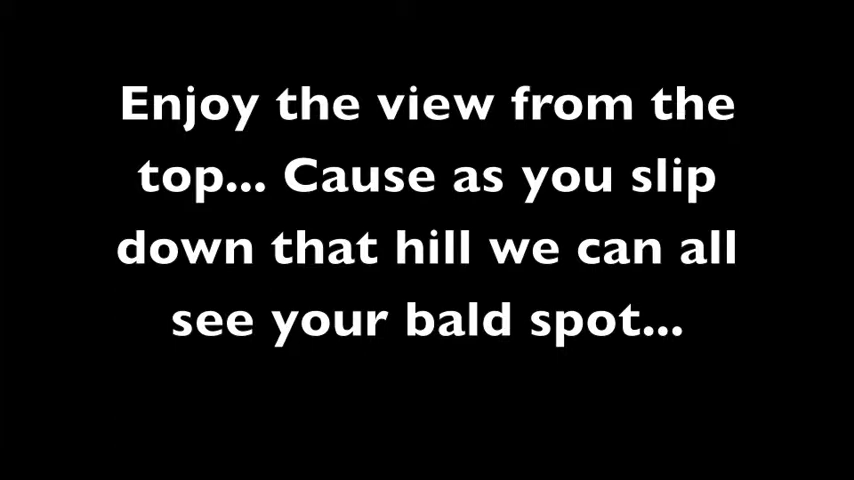 Enjoy the view from the
top... Cause as you slip
down that hill we can all
see your bald spot...